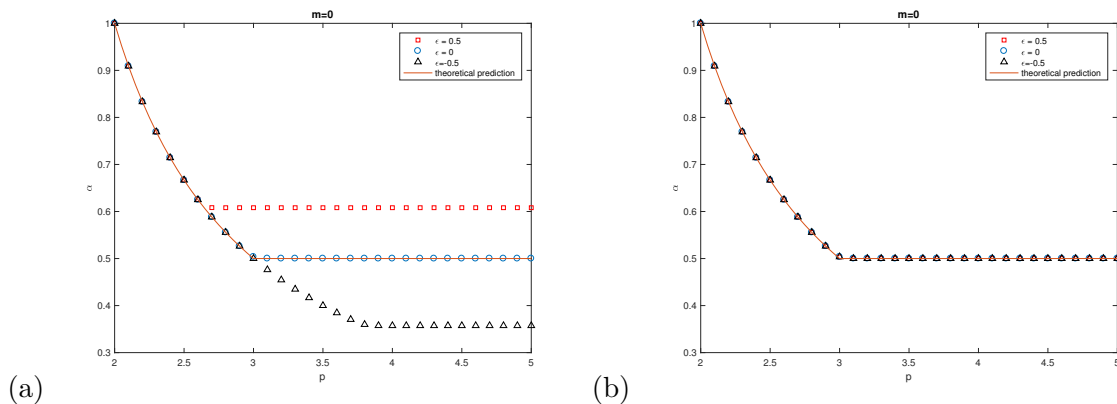 m=0
1
0.9
0.8
0.7
0.6
0.5
0.4
0.3
α
2 2.5 3 3.5 4 4.5 5
p
ϵ = 0.5
ϵ = 0
ϵ=-0.5
theoretical prediction
(a)
m=0
1
0.9
0.8
0.7
0.6
0.5
0.4
0.3
α
2 2.5 3 3.5 4 4.5 5
p
ϵ = 0.5
ϵ = 0
ϵ=-0.5
theoretical prediction
(b)